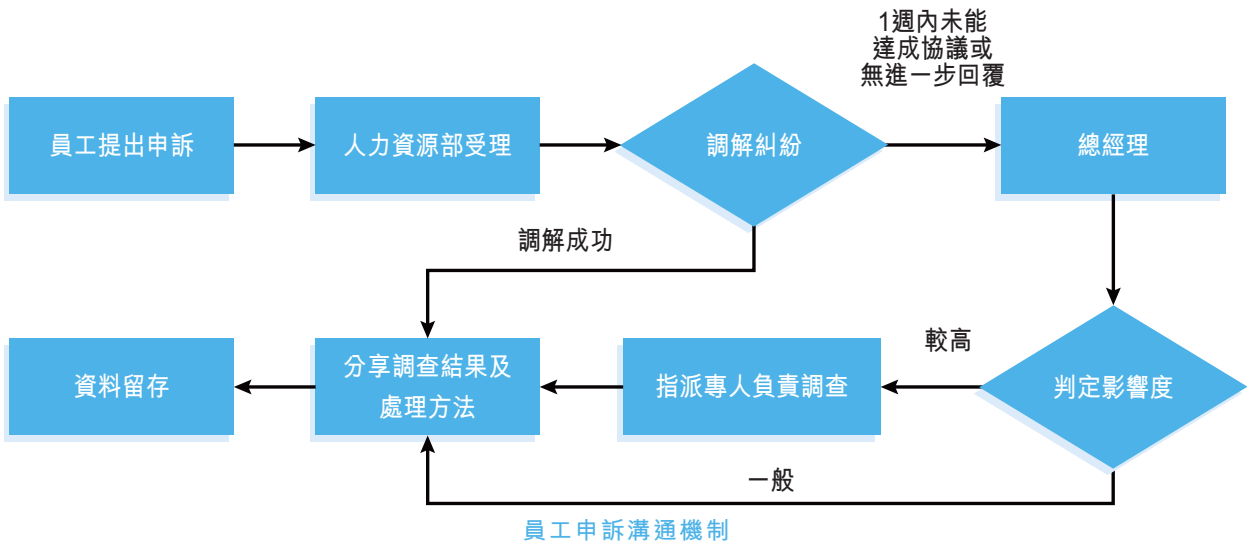 1週內未能
達成協議或
無進一步回覆
員工提出申訴
人力資源部受理
調解糾紛
總經理
調解成功
較高
資料留存
分享調查結果及
處理方法
指派專人負責調查
判定影響度
一般
員工申訴溝通機制